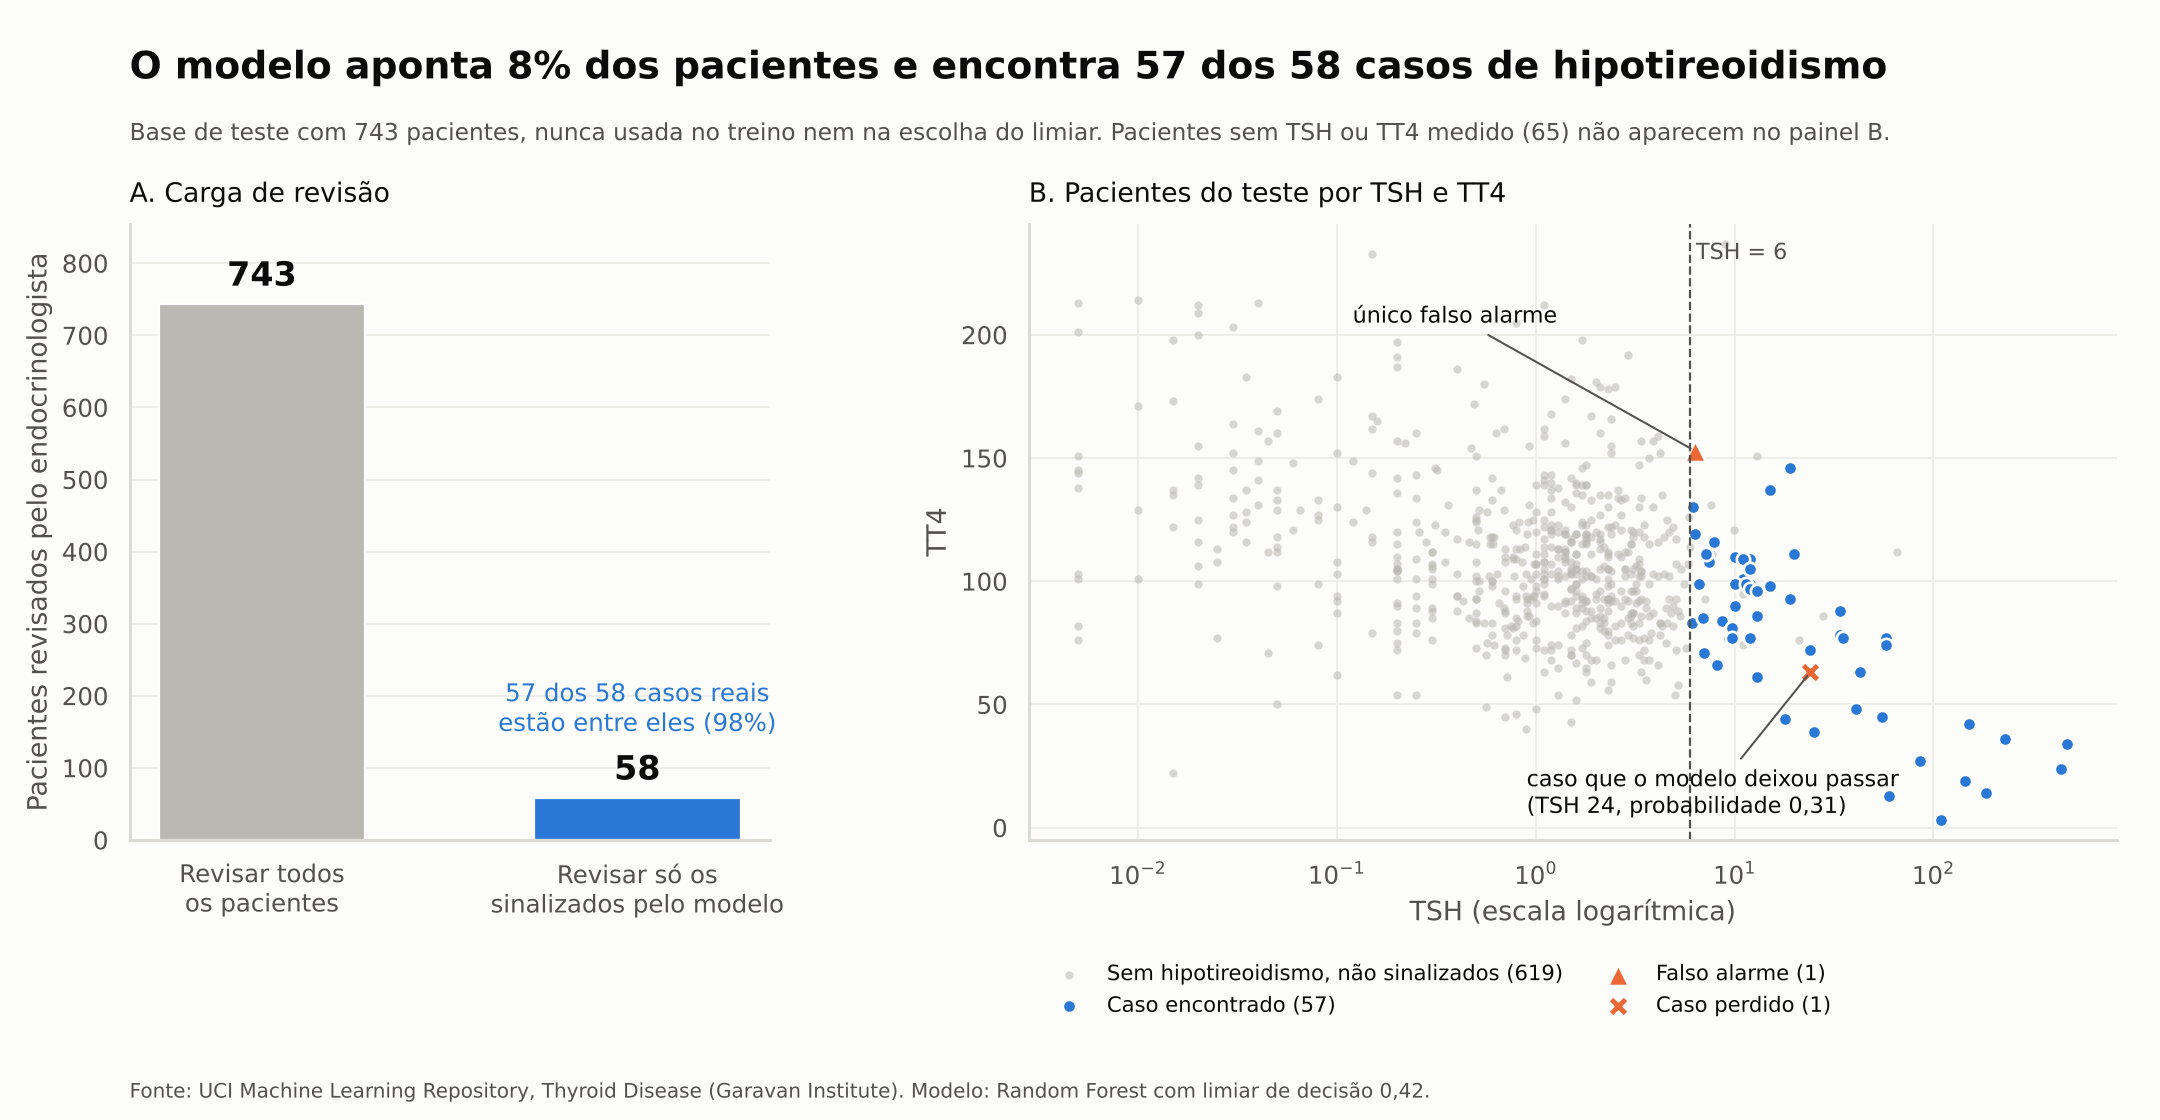 O modelo aponta 8% dos pacientes e encontra 57 dos 58 casos de hipotireoidismo
Base de teste com 743 pacientes, nunca usada no treino nem na escolha do limiar. Pacientes sem TSH ou TT4 medido (65) não aparecem no painel B.
A. Carga de revisão
Pacientes revisados pelo endocrinologista
800
700
600
500
400
300
200
100
0
743
57 dos 58 casos reais
estão entre eles (98%)
58
Revisar todos
os pacientes
Revisar só os
sinalizados pelo modelo
B. Pacientes do teste por TSH e TT4
TT4
200
150
100
50
0
TSH = 6
único falso alarme
caso que o modelo deixou passar
(TSH 24, probabilidade 0,31)
10⁻²
10⁻¹
10⁰
10¹
10²
TSH (escala logarítmica)
Sem hipotireoidismo, não sinalizados (619)
Caso encontrado (57)
Falso alarme (1)
Caso perdido (1)
Fonte: UCI Machine Learning Repository, Thyroid Disease (Garavan Institute). Modelo: Random Forest com limiar de decisão 0,42.